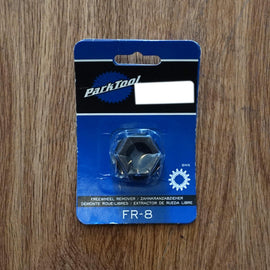 ParkTool
FREEWHEEL REMOVER / ZAHNKRANZABZIEHER
DEMONTE ROUE-LIBRES / EXTRACTOR DE RUEDA LIBRE
FR-8